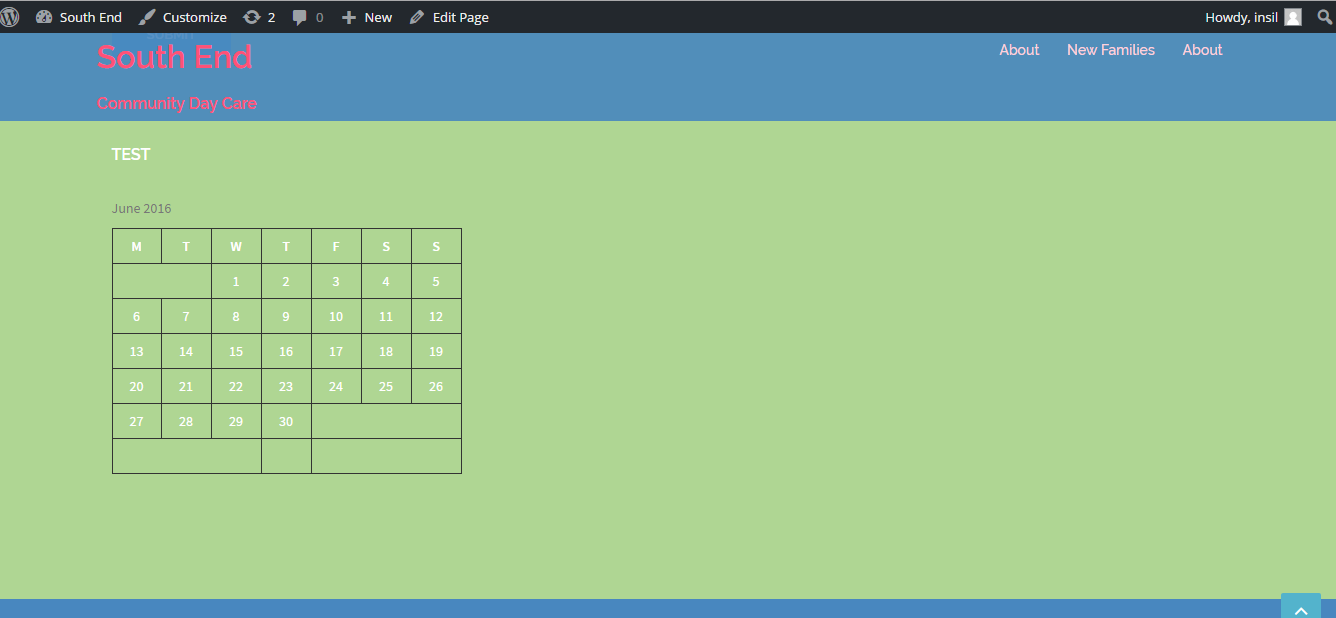 South End Customize 2 0 New Edit Page Howdy, insil
South End
About New Families About
Community Day Care
TEST
June 2016
M T W T F S S
1 2 3 4 5
6 7 8 9 10 11 12
13 14 15 16 17 18 19
20 21 22 23 24 25 26
27 28 29 30